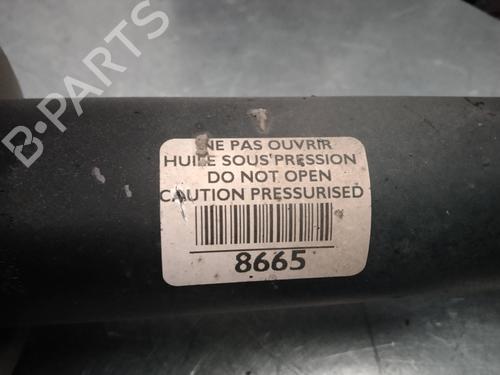 NE PAS OUVRIR
HUILE SOUS PRESSION
DO NOT OPEN
CAUTION PRESSURISED
8665
B-PARTS